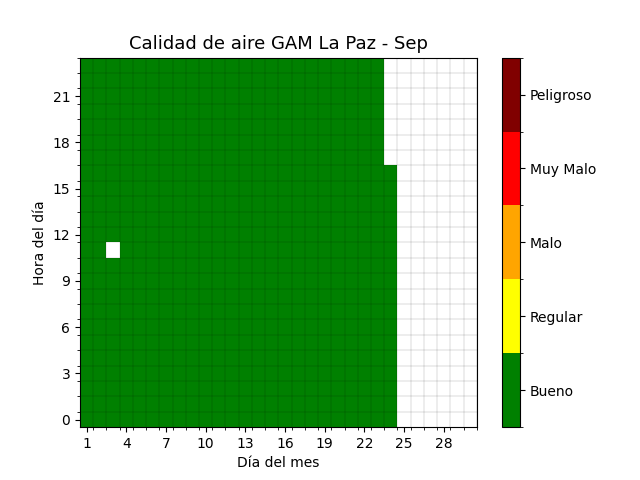 Calidad de aire GAM La Paz - Sep
Hora del día
21
18
15
12
9
6
3
0
1 4 7 10 13 16 19 22 25 28
Día del mes
Peligroso
Muy Malo
Malo
Regular
Bueno